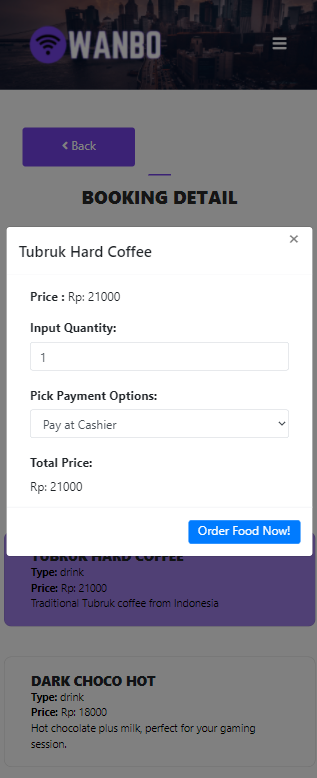 WANBO
Back
BOOKING DETAIL
Tubruk Hard Coffee
×
Price : Rp: 21000
Input Quantity:
1
Pick Payment Options:
Pay at Cashier
Total Price:
Rp: 21000
Order Food Now!
TUBRUK HARD COFFEE
Type: drink
Price: Rp: 21000
Traditional Tubruk coffee from Indonesia
DARK CHOCO HOT
Type: drink
Price: Rp: 18000
Hot chocolate plus milk, perfect for your gaming
session.